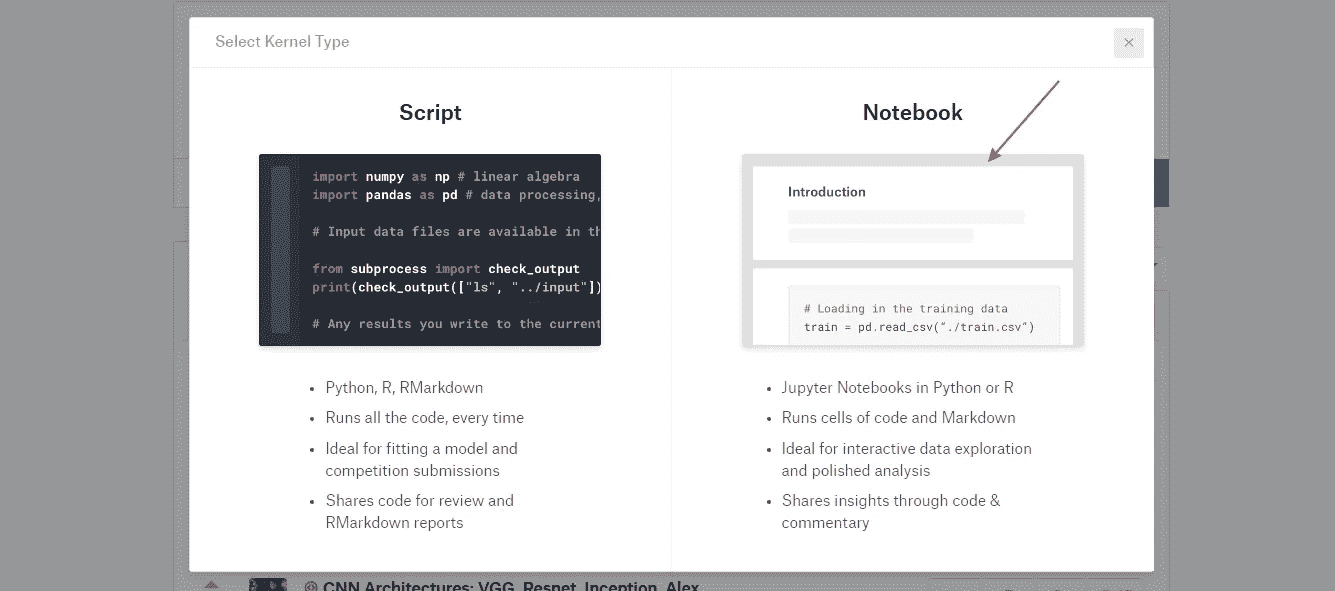 Select Kernel Type
×
Script
import numpy as np # linear algebra
import pandas as pd # data processing,
# Input data files are available in th
from subprocess import check_output
print(check_output(["ls", "../input"])
# Any results you write to the current
Python, R, RMarkdown
Runs all the code, every time
Ideal for fitting a model and
competition submissions
Shares code for review and
RMarkdown reports
Notebook
Introduction
# Loading in the training data
train = pd.read_csv("./train.csv")
Jupyter Notebooks in Python or R
Runs cells of code and Markdown
Ideal for interactive data exploration
and polished analysis
Shares insights through code &
commentary
CNN Architectures: VGG, Resnet, Inception, Alex